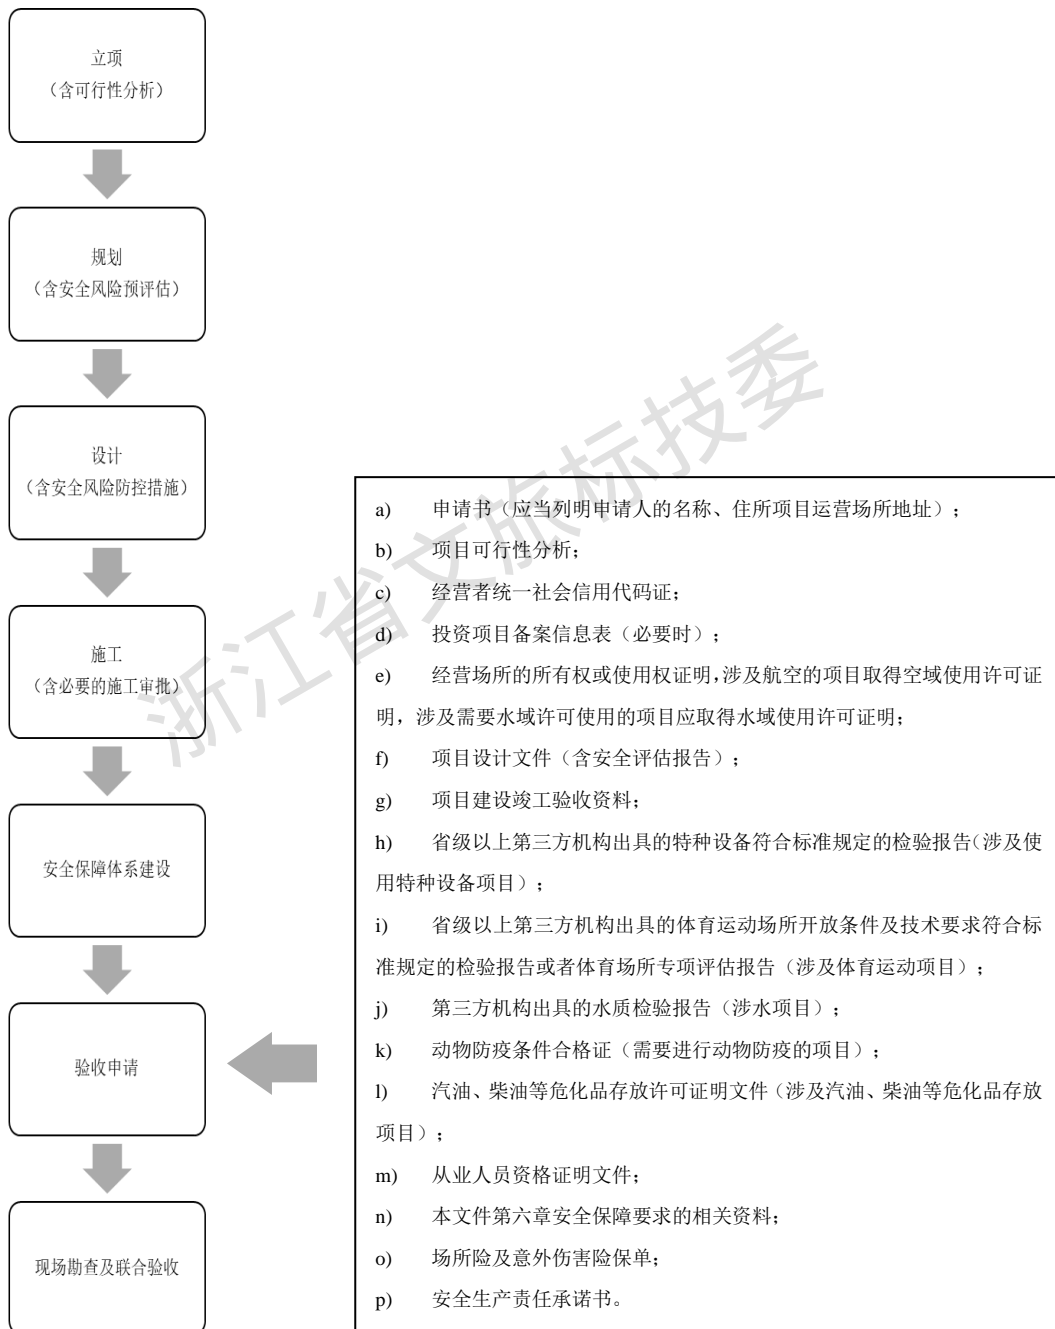 立项
（含可行性分析）
规划
（含安全风险预评估）
设计
（含安全风险防控措施）
施工
（含必要的施工审批）
安全保障体系建设
验收申请
现场勘查及联合验收
a) 申请书（应当列明申请人的名称、住所项目运营场所地址）；
b) 项目可行性分析；
c) 经营者统一社会信用代码证；
d) 投资项目备案信息表（必要时）；
e) 经营场所的所有权或使用权证明，涉及航空的项目取得空域使用许可证
明，涉及需要水域许可使用的项目应取得水域使用许可证明；
f) 项目设计文件（含安全评估报告）；
g) 项目建设竣工验收资料；
h) 省级以上第三方机构出具的特种设备符合标准规定的检验报告（涉及使
用特种设备项目）；
i) 省级以上第三方机构出具的体育运动场所开放条件及技术要求符合标
准规定的检验报告或者体育场所专项评估报告（涉及体育运动项目）；
j) 第三方机构出具的水质检验报告（涉水项目）；
k) 动物防疫条件合格证（需要进行动物防疫的项目）；
l) 汽油、柴油等危化品存放许可证明文件（涉及汽油、柴油等危化品存放
项目）；
m) 从业人员资格证明文件；
n) 本文件第六章安全保障要求的相关资料；
o) 场所险及意外伤害险保单；
p) 安全生产责任承诺书。
浙江省文旅标技委